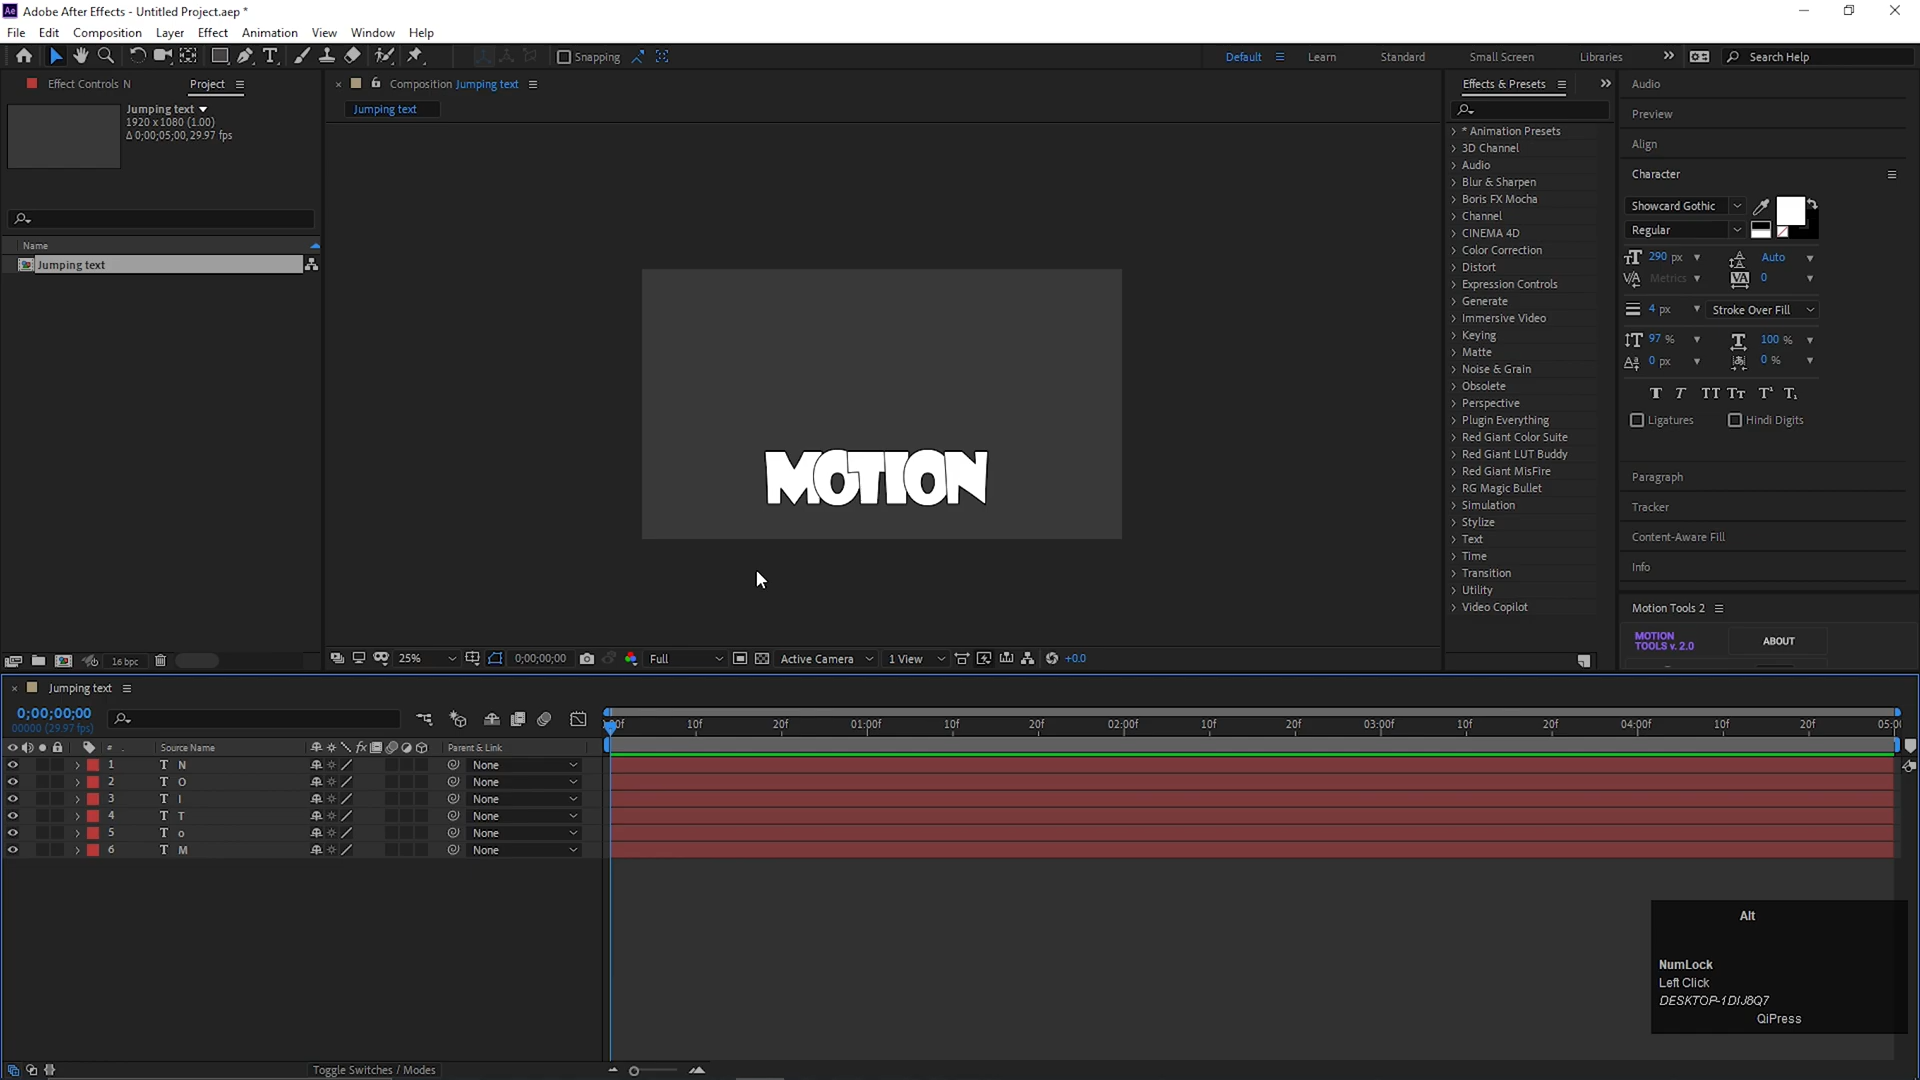 Ae Adobe After Effects - Untitled Project.aep *
File Edit Composition Layer Effect Animation View Window Help
Snapping
Default Learn Standard Small Screen Libraries Search Help
Effect Controls N Project
Jumping text
1920 x 1080 (1.00)
Δ 0;00;05;00, 29.97 fps
Name
Jumping text
16 bpc
Composition Jumping text
Jumping text
MOTION
25% 0;00;00;00 Full Active Camera 1 View +0.0
Effects & Presets
* Animation Presets
3D Channel
Audio
Blur & Sharpen
Boris FX Mocha
Channel
CINEMA 4D
Color Correction
Distort
Expression Controls
Generate
Immersive Video
Keying
Matte
Noise & Grain
Obsolete
Perspective
Plugin Everything
Red Giant Color Suite
Red Giant LUT Buddy
Red Giant MisFire
RG Magic Bullet
Simulation
Stylize
Text
Time
Transition
Utility
Video Copilot
Audio
Preview
Align
Character
Showcard Gothic
Regular
290 px Auto
Metrics 0
4 px Stroke Over Fill
97 % 100 %
0 px 0 %
Ligatures Hindi Digits
Paragraph
Tracker
Content-Aware Fill
Info
Motion Tools 2
MOTION
TOOLS v. 2.0
ABOUT
Jumping text
0;00;00;00
00000 (29.97 fps)
:00f 10f 20f 01:00f 10f 20f 02:00f 10f 20f 03:00f 10f 20f 04:00f 10f 20f 05:0
# Source Name fx Parent & Link
1 T N None
2 T O None
3 T I None
4 T T None
5 T o None
6 T M None
Toggle Switches / Modes
Alt
NumLock
Left Click
DESKTOP-1DIJ8Q7
QiPress